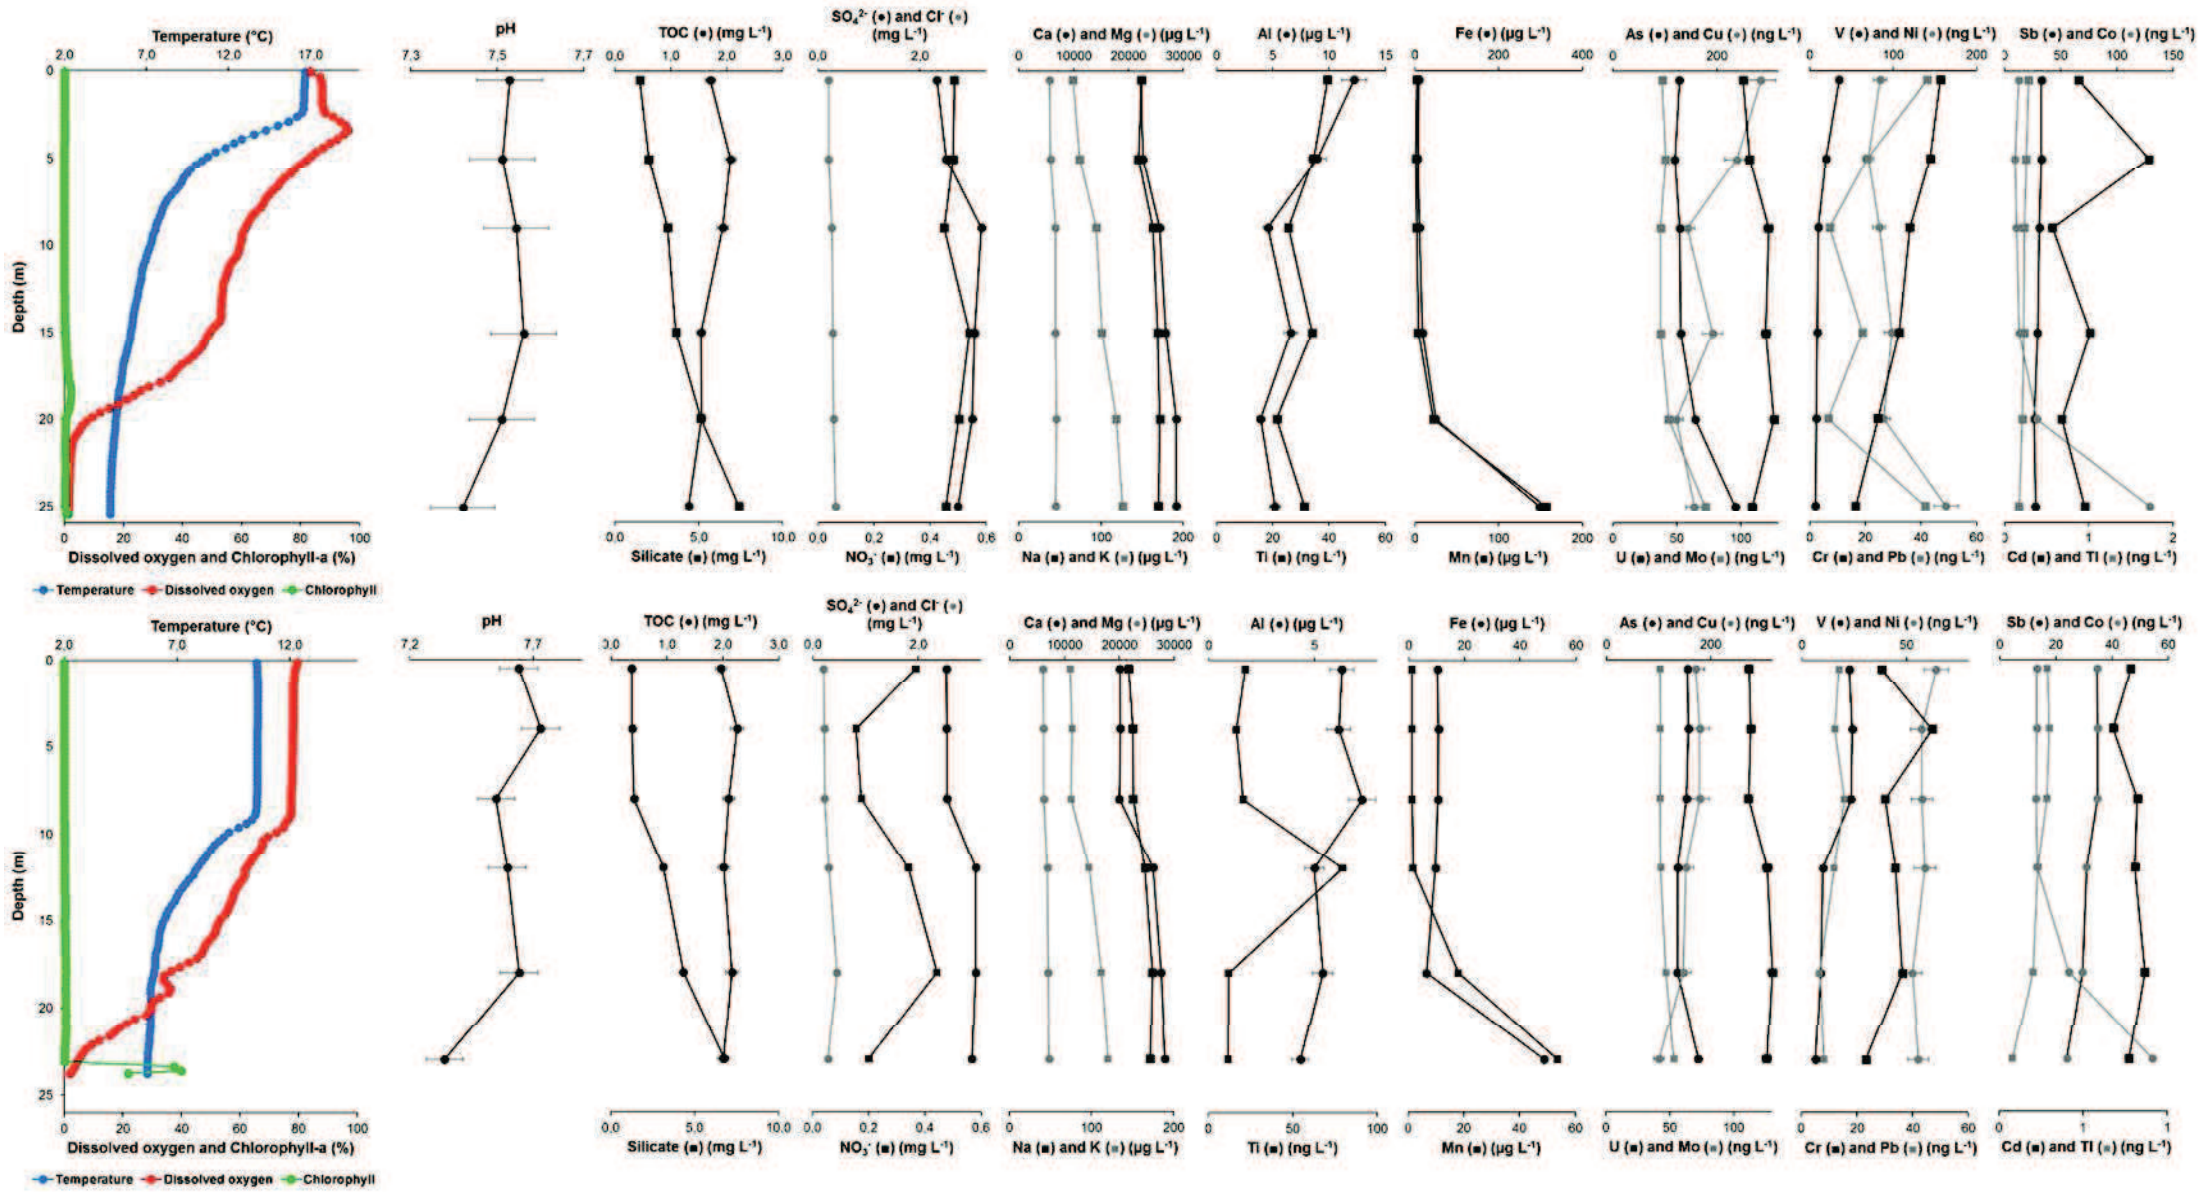 SO₄²⁻ (●) and Cl⁻ (●)
Temperature (°C) pH TOC (●) (mg L⁻¹) (mg L⁻¹) Ca (●) and Mg (●) (µg L⁻¹) Al (●) (µg L⁻¹) Fe (●) (µg L⁻¹) As (●) and Cu (●) (ng L⁻¹) V (●) and Ni (●) (ng L⁻¹) Sb (●) and Co (●) (ng L⁻¹)
2.0 7.0 12.0 17.0 7.3 7.5 7.7 0.0 1.0 2.0 3.0 0.0 2.0 0 10000 20000 30000 0 5 10 15 0 200 400 0 200 0 100 200 0 50 100 150
0
5
10
Depth (m)
15
20
25
0 20 40 60 80 100 0.0 5.0 10.0 0.0 0.2 0.4 0.6 0 100 200 0 20 40 60 0 100 200 0 50 100 0 20 40 60 0 1 2
Dissolved oxygen and Chlorophyll-a (%) Silicate (■) (mg L⁻¹) NO₃⁻ (■) (mg L⁻¹) Na (■) and K (■) (µg L⁻¹) Ti (■) (ng L⁻¹) Mn (■) (µg L⁻¹) U (■) and Mo (■) (ng L⁻¹) Cr (■) and Pb (■) (ng L⁻¹) Cd (■) and Tl (■) (ng L⁻¹)
Temperature Dissolved oxygen Chlorophyll
SO₄²⁻ (●) and Cl⁻ (●)
Temperature (°C) pH TOC (●) (mg L⁻¹) (mg L⁻¹) Ca (●) and Mg (●) (µg L⁻¹) Al (●) (µg L⁻¹) Fe (●) (µg L⁻¹) As (●) and Cu (●) (ng L⁻¹) V (●) and Ni (●) (ng L⁻¹) Sb (●) and Co (●) (ng L⁻¹)
2.0 7.0 12.0 7.2 7.7 0.0 1.0 2.0 3.0 0.0 2.0 0 10000 20000 30000 0 5 0 20 40 60 0 200 0 50 0 20 40 60
0
5
10
Depth (m)
15
20
25
0 20 40 60 80 100 0.0 5.0 10.0 0.0 0.2 0.4 0.6 0 100 200 0 50 100 0 20 40 60 0 50 100 0 20 40 60 0 1 1
Dissolved oxygen and Chlorophyll-a (%) Silicate (■) (mg L⁻¹) NO₃⁻ (■) (mg L⁻¹) Na (■) and K (■) (µg L⁻¹) Ti (■) (ng L⁻¹) Mn (■) (µg L⁻¹) U (■) and Mo (■) (ng L⁻¹) Cr (■) and Pb (■) (ng L⁻¹) Cd (■) and Tl (■) (ng L⁻¹)
Temperature Dissolved oxygen Chlorophyll